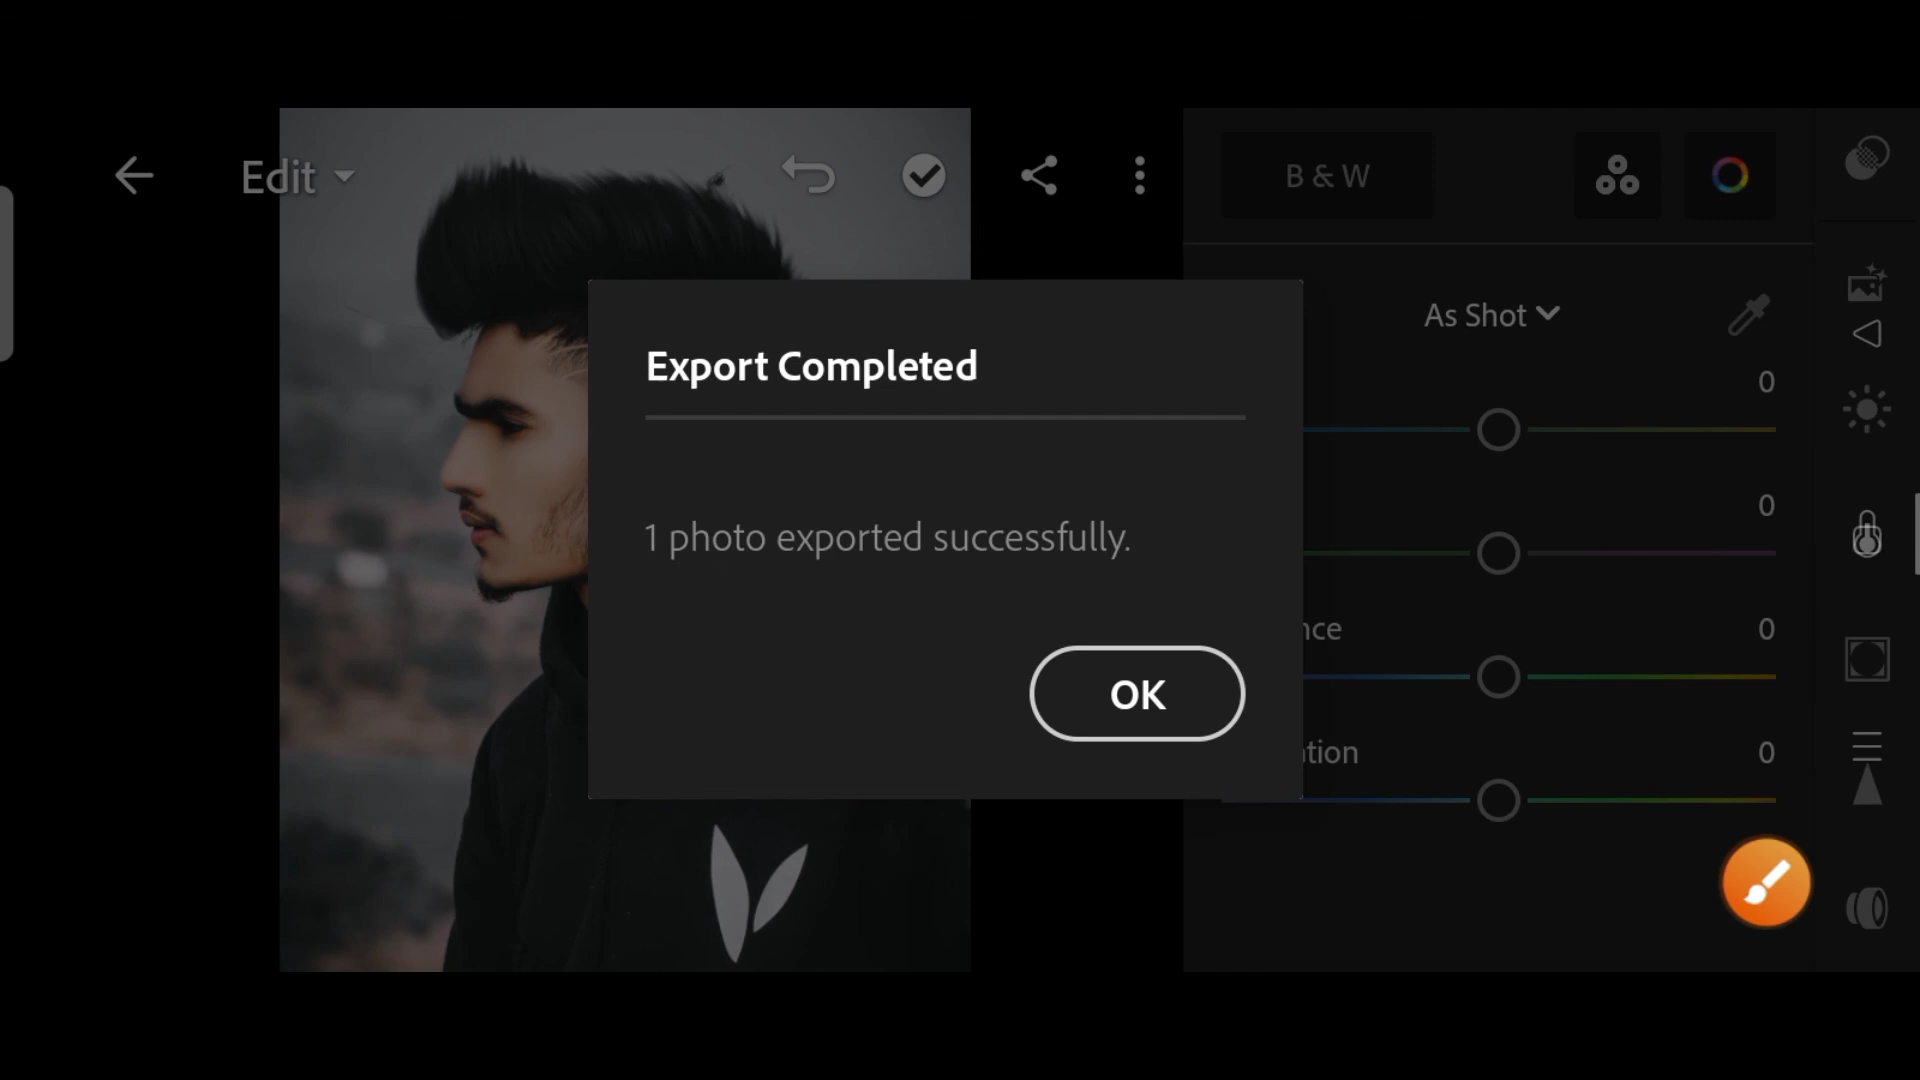 Edit
B & W
As Shot
0
0
nce
0
tion
0
Export Completed
1 photo exported successfully.
OK